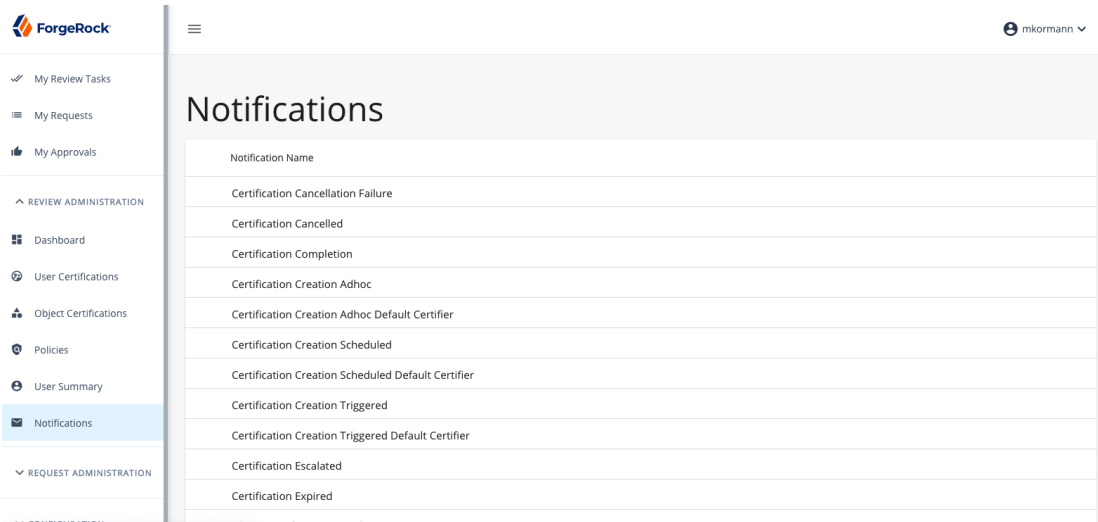 ForgeRock
mkormann
My Review Tasks
My Requests
My Approvals
REVIEW ADMINISTRATION
Dashboard
User Certifications
Object Certifications
Policies
User Summary
Notifications
REQUEST ADMINISTRATION
Notifications
Notification Name
Certification Cancellation Failure
Certification Cancelled
Certification Completion
Certification Creation Adhoc
Certification Creation Adhoc Default Certifier
Certification Creation Scheduled
Certification Creation Scheduled Default Certifier
Certification Creation Triggered
Certification Creation Triggered Default Certifier
Certification Escalated
Certification Expired